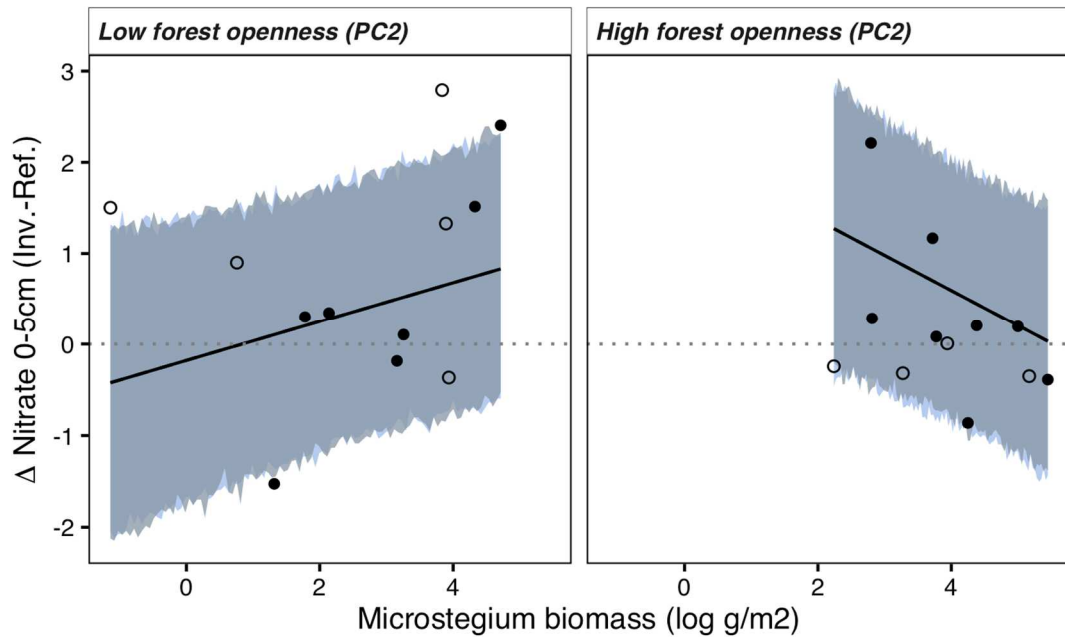 Low forest openness (PC2)
High forest openness (PC2)
Δ Nitrate 0-5cm (Inv.-Ref.)
3
2
1
0
-1
-2
0 2 4
0 2 4
Microstegium biomass (log g/m2)